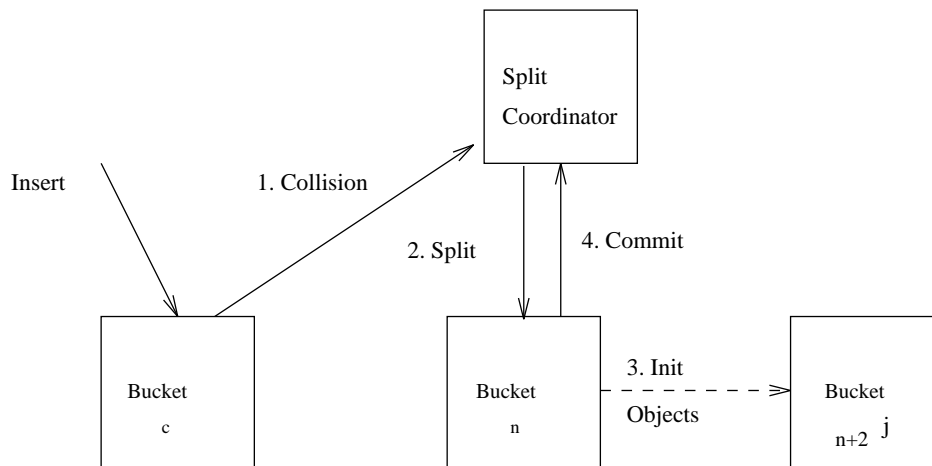 Split
Coordinator
Insert
1. Collision
2. Split
4. Commit
Bucket
c
Bucket
n
3. Init
Objects
Bucket
n+2 j